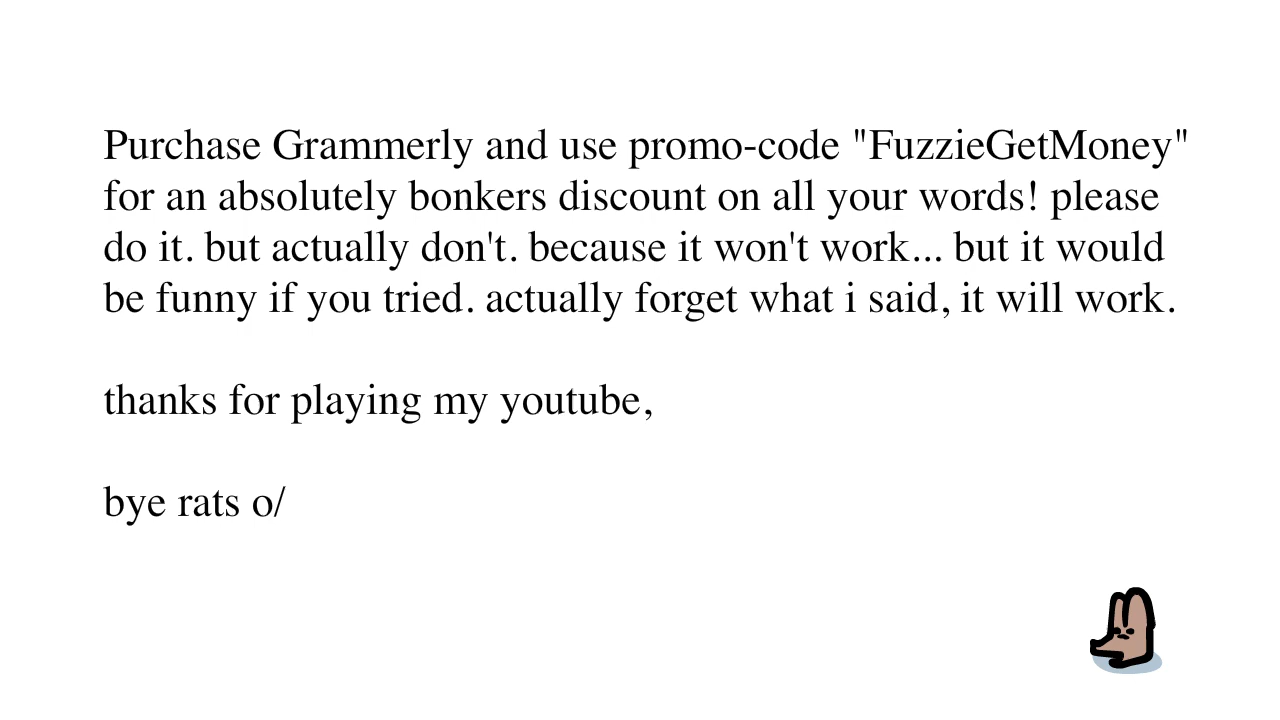 Purchase Grammerly and use promo-code "FuzzieGetMoney"
for an absolutely bonkers discount on all your words! please
do it. but actually don't. because it won't work... but it would
be funny if you tried. actually forget what i said, it will work.
thanks for playing my youtube,
bye rats o/